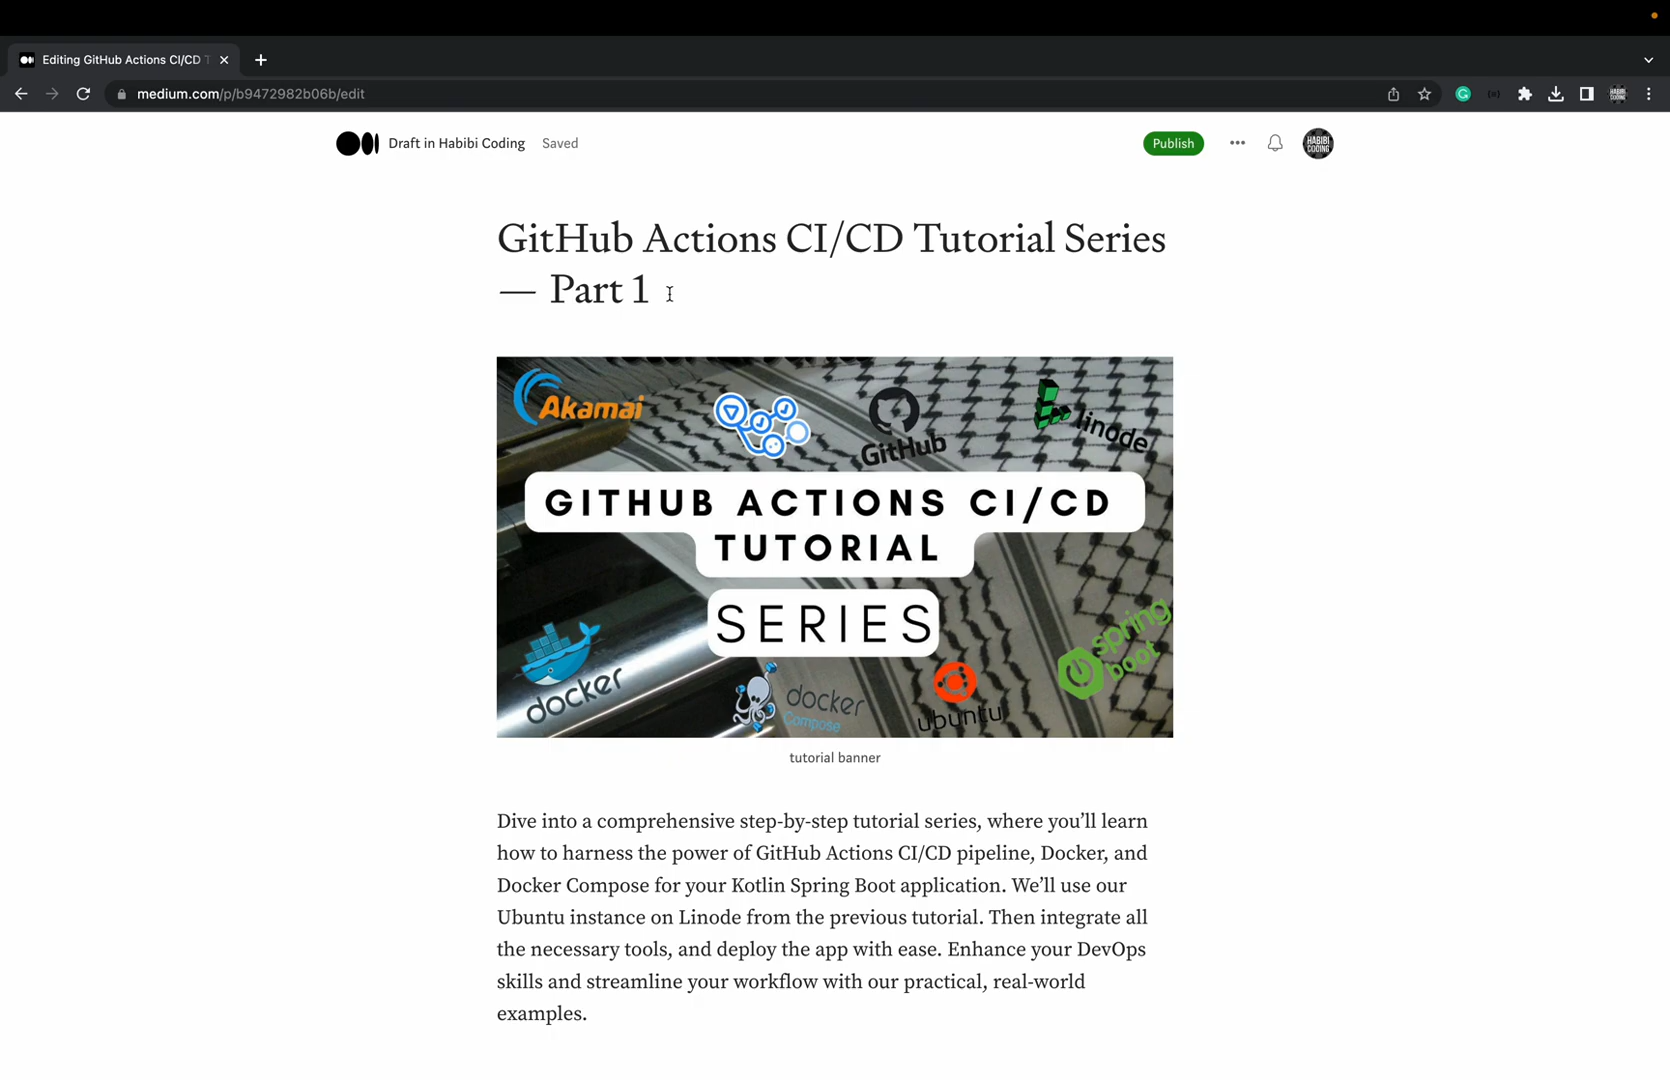 Editing GitHub Actions CI/CD T
medium.com/p/b9472982b06b/edit
Draft in Habibi Coding Saved
Publish
HABIBI
CODING
GitHub Actions CI/CD Tutorial Series
— Part 1
Akamai
GitHub
linode
GITHUB ACTIONS CI/CD
TUTORIAL
SERIES
docker
docker
Compose
ubuntu
spring
boot
tutorial banner
Dive into a comprehensive step-by-step tutorial series, where you’ll learn
how to harness the power of GitHub Actions CI/CD pipeline, Docker, and
Docker Compose for your Kotlin Spring Boot application. We’ll use our
Ubuntu instance on Linode from the previous tutorial. Then integrate all
the necessary tools, and deploy the app with ease. Enhance your DevOps
skills and streamline your workflow with our practical, real-world
examples.